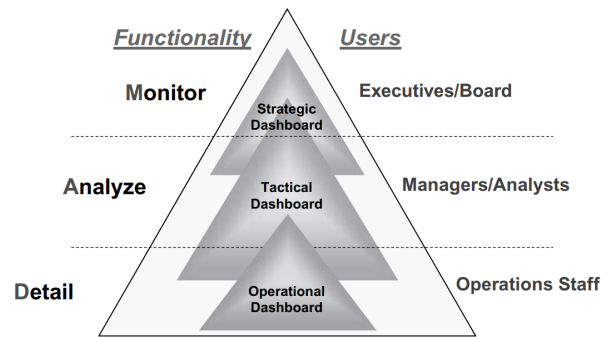 Functionality Users
Monitor
Strategic
Dashboard
Executives/Board
Analyze
Tactical
Dashboard
Managers/Analysts
Detail
Operational
Dashboard
Operations Staff